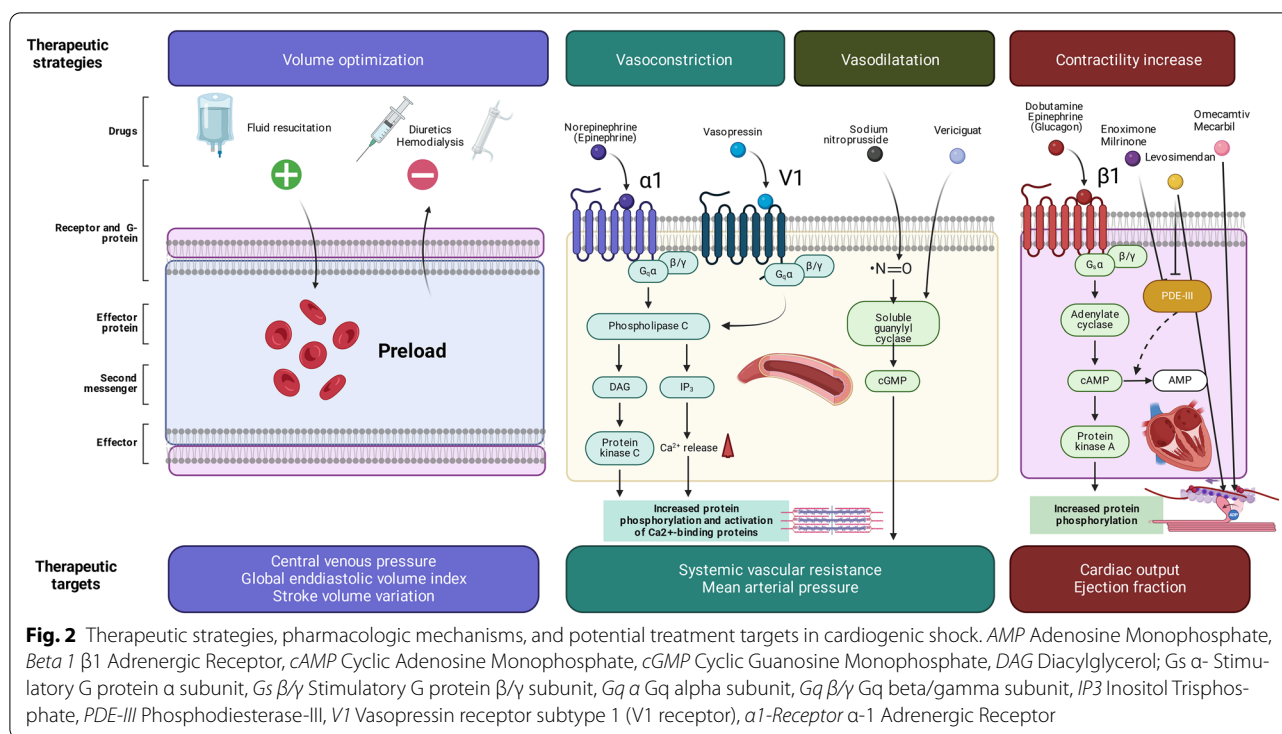 Therapeutic
strategies
Volume optimization
Vasoconstriction
Vasodilatation
Contractility increase
Drugs
Fluid resucitation
Diuretics
Hemodialysis
Norepinephrine
(Epinephrine)
Vasopressin
Sodium
nitroprusside
Vericiguat
Dobutamine
Epinephrine
(Glucagon)
Enoximone
Milrinone
Levosimendan
Omecamtiv
Mecarbil
Receptor and G-
protein
α1
V1
β1
Gqα
β/γ
Gqα
β/γ
•N=O
Gsα
β/γ
PDE-III
Effector
protein
Phospholipase C
Soluble
guanylyl
cyclase
Adenylate
cyclase
Preload
Second
messenger
DAG
IP3
cGMP
cAMP
AMP
Effector
Protein
kinase C
Ca2+ release
Protein
kinase A
Increased protein
phosphorylation and activation
of Ca2+-binding proteins
Increased protein
phosphorylation
Therapeutic
targets
Central venous pressure
Global enddiastolic volume index
Stroke volume variation
Systemic vascular resistance
Mean arterial pressure
Cardiac output
Ejection fraction
Fig. 2 Therapeutic strategies, pharmacologic mechanisms, and potential treatment targets in cardiogenic shock. AMP Adenosine Monophosphate,
Beta 1 β1 Adrenergic Receptor, cAMP Cyclic Adenosine Monophosphate, cGMP Cyclic Guanosine Monophosphate, DAG Diacylglycerol; Gs α- Stimu-
latory G protein α subunit, Gs β/γ Stimulatory G protein β/γ subunit, Gq α Gq alpha subunit, Gq β/γ Gq beta/gamma subunit, IP3 Inositol Trisphos-
phate, PDE-III Phosphodiesterase-III, V1 Vasopressin receptor subtype 1 (V1 receptor), α1-Receptor α-1 Adrenergic Receptor